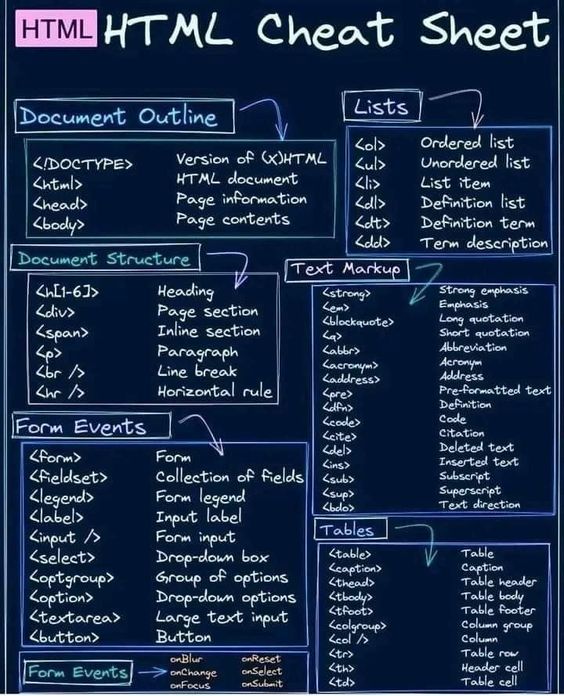 HTML HTML Cheat Sheet
Document Outline
<!DOCTYPE> Version of (X)HTML
<html> HTML document
<head> Page information
<body> Page contents
Lists
<ol> Ordered list
<ul> Unordered list
<li> List item
<dl> Definition list
<dt> Definition term
<dd> Term description
Document Structure
<h[1-6]> Heading
<div> Page section
<span> Inline section
<p> Paragraph
<br /> Line break
<hr /> Horizontal rule
Text Markup
<strong> Strong emphasis
<em> Emphasis
<blockquote> Long quotation
<q> Short quotation
<abbr> Abbreviation
<acronym> Acronym
<address> Address
<pre> Pre-formatted text
<dfn> Definition
<code> Code
<cite> Citation
<del> Deleted text
<ins> Inserted text
<sub> Subscript
<sup> Superscript
<bdo> Text direction
Form Events
<form> Form
<fieldset> Collection of fields
<legend> Form legend
<label> Input label
<input /> Form input
<select> Drop-down box
<optgroup> Group of options
<option> Drop-down options
<textarea> Large text input
<button> Button
Tables
<table> Table
<caption> Caption
<thead> Table header
<tbody> Table body
<tfoot> Table footer
<colgroup> Column group
<col /> Column
<tr> Table row
<th> Header cell
<td> Table cell
Form Events
onBlur onReset
onChange onSelect
onFocus onSubmit